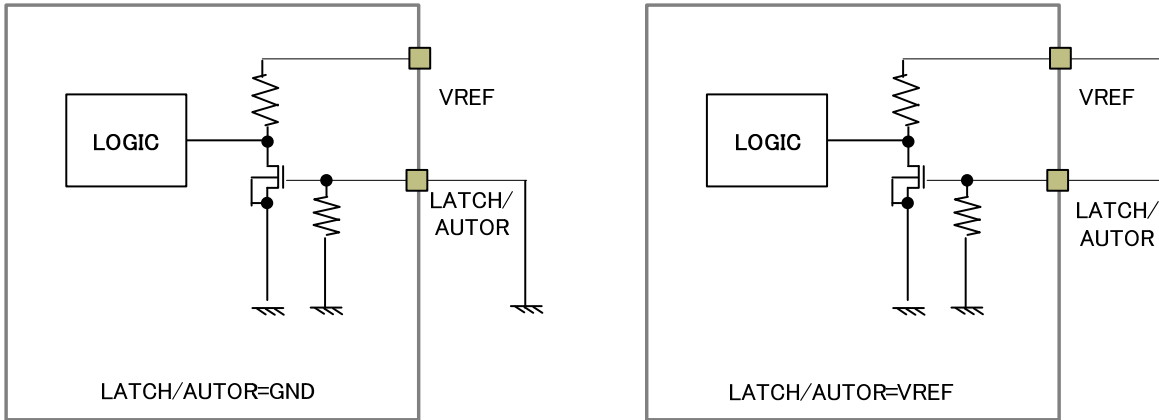 VREF
LOGIC
LATCH/
AUTOR
LATCH/AUTOR=GND
VREF
LOGIC
LATCH/
AUTOR
LATCH/AUTOR=VREF